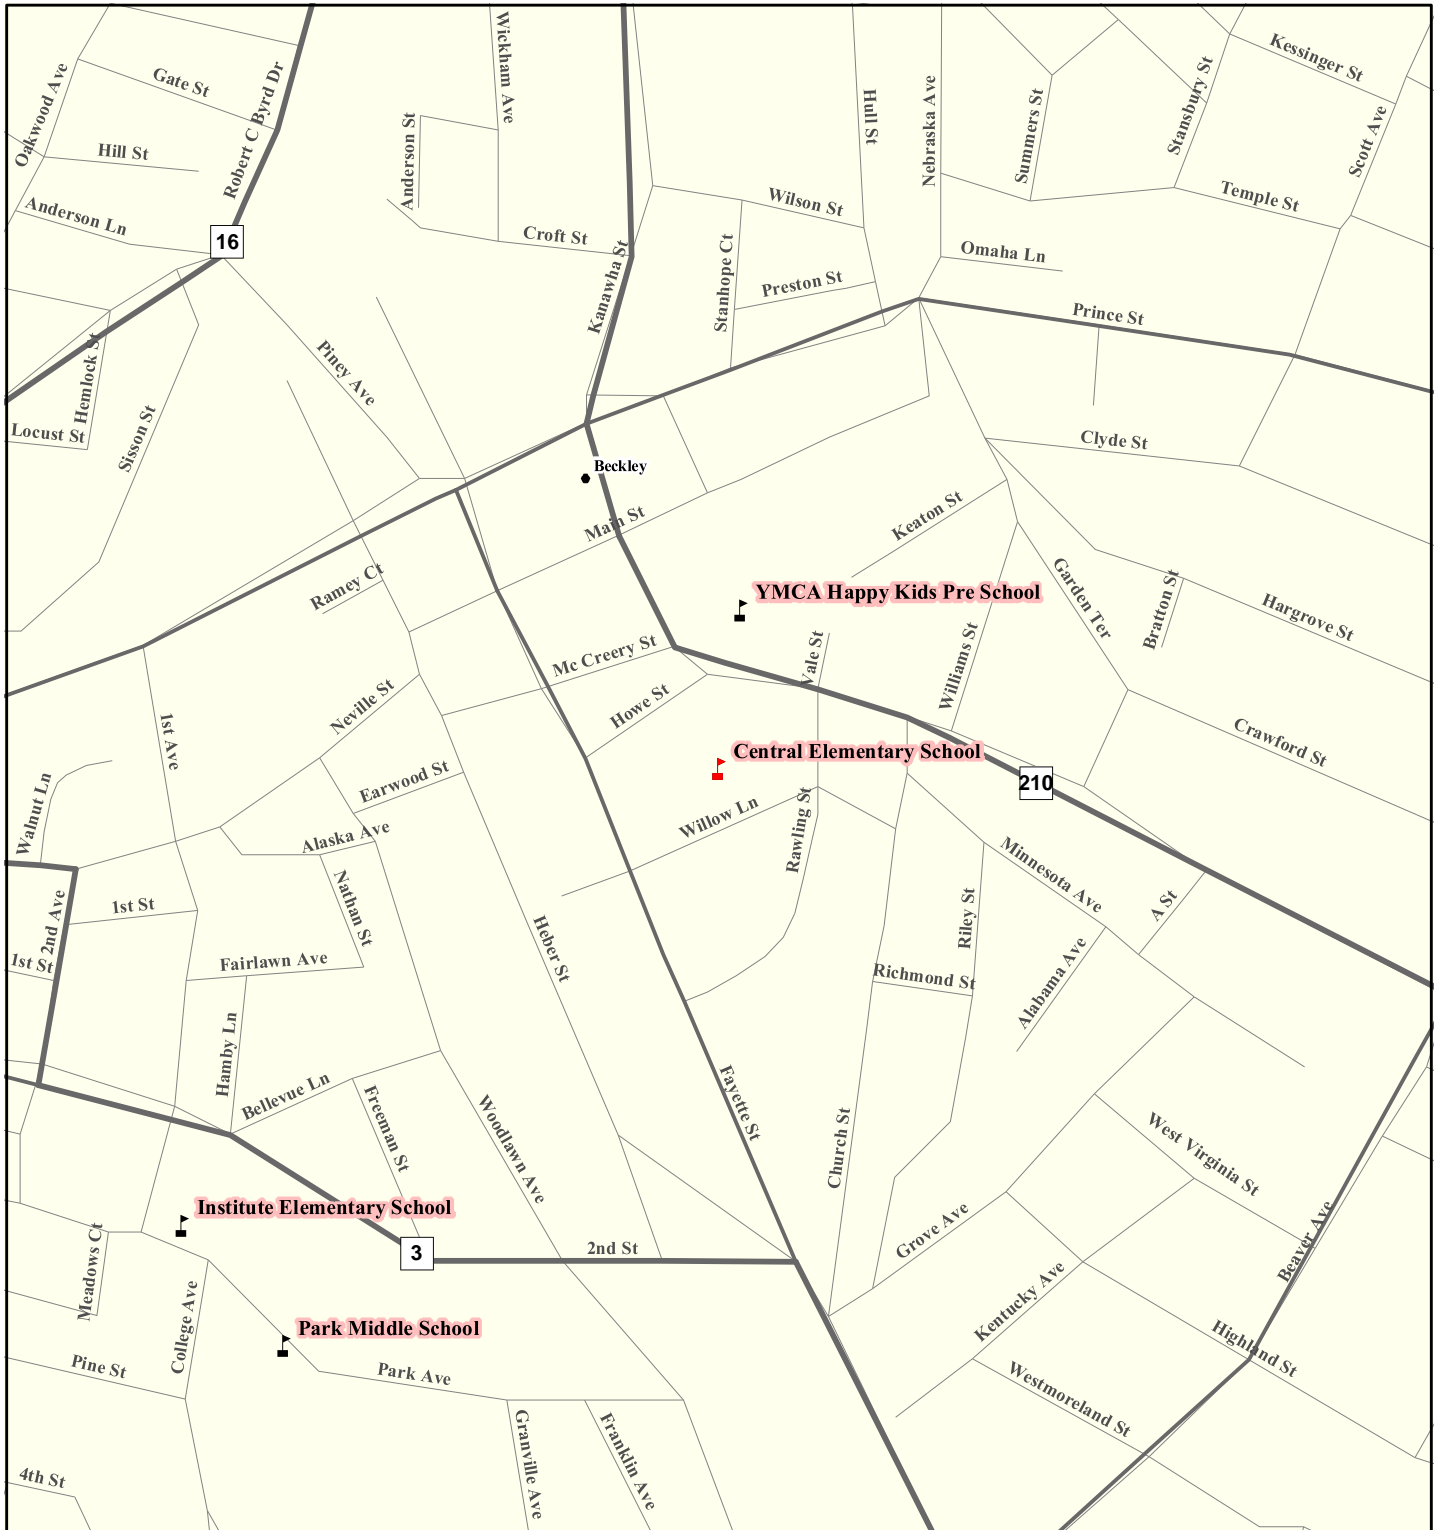 Wickham Ave
Kessinger St
Oakwood Ave
Gate St
Robert C Byrd Dr
Hull St
Nebraska Ave
Summers St
Stansbury St
Scott Ave
Hill St
Anderson St
Wilson St
Temple St
Anderson Ln
16
Croft St
Stanhope Ct
Omaha Ln
Kanawha St
Preston St
Prince St
Piney Ave
Hemlock St
Locust St
Sisson St
Clyde St
Beckley
Main St
Keaton St
Ramey Ct
YMCA Happy Kids Pre School
Garden Ter
Bratton St
Hargrove St
Mc Creery St
Vale St
Williams St
Neville St
Howe St
1st Ave
Crawford St
Central Elementary School
Earwood St
210
Walnut Ln
Willow Ln
Rawling St
Alaska Ave
Minnesota Ave
Nathan St
1st St
2nd Ave
A St
Riley St
Heber St
1st St
Fairlawn Ave
Richmond St
Alabama Ave
Hamby Ln
Bellevue Ln
Freeman St
Woodlawn Ave
Fayette St
Church St
West Virginia St
Institute Elementary School
Grove Ave
Beaver Ave
Meadows Ct
3
2nd St
College Ave
Kentucky Ave
Park Middle School
Highland St
Pine St
Park Ave
Westmoreland St
Granville Ave
Franklin Ave
4th St